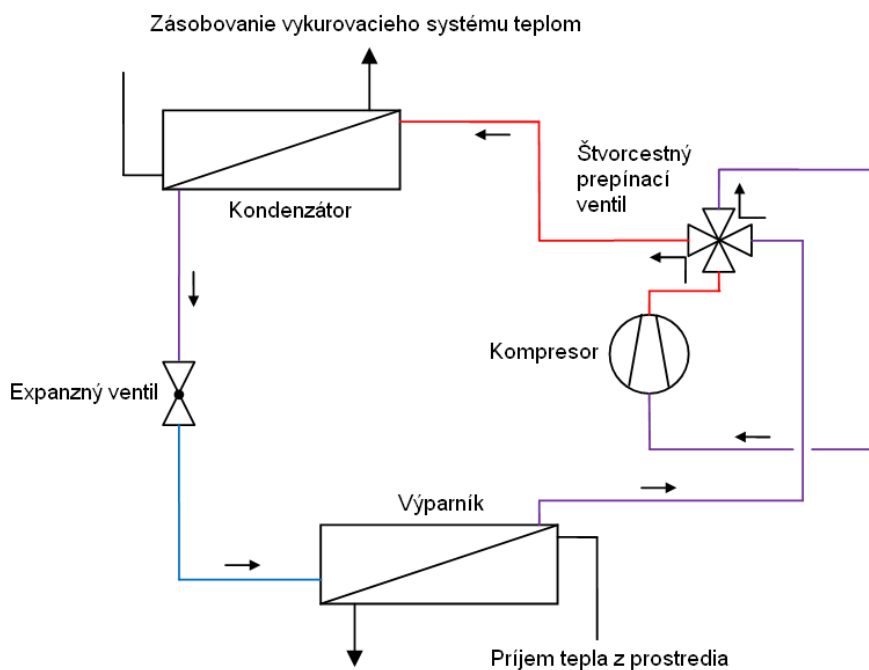 Zásobovanie vykurovacieho systému teplom
Štvorcestný
prepínací
ventil
Kondenzátor
Kompresor
Expanzný ventil
Výparník
Príjem tepla z prostredia